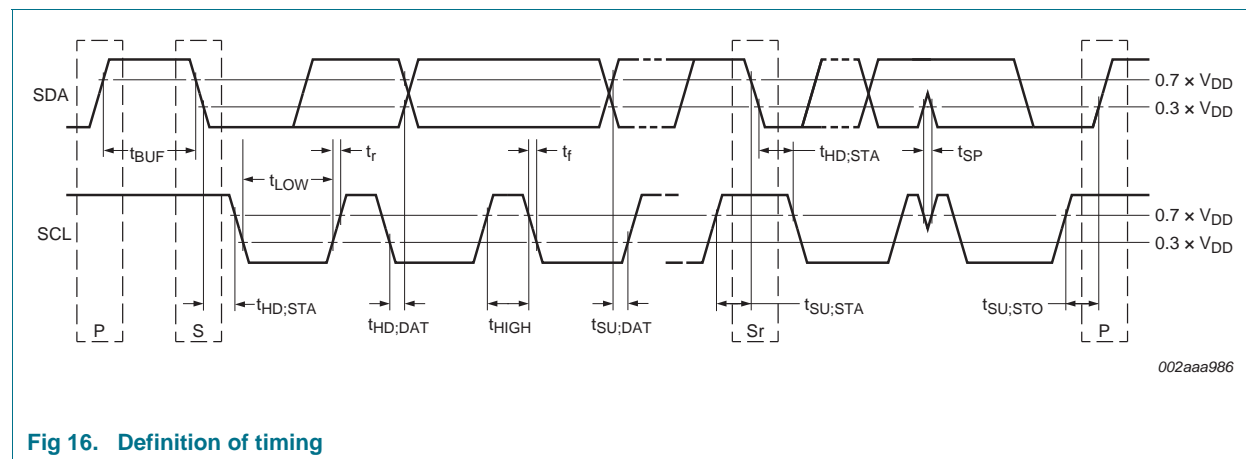 SDA
0.7 × VDD
0.3 × VDD
tBUF
tr
tf
tHD;STA
tSP
tLOW
SCL
0.7 × VDD
0.3 × VDD
tHD;STA
tHD;DAT
tHIGH
tSU;DAT
tSU;STA
tSU;STO
P
S
Sr
P
002aaa986
Fig 16. Definition of timing